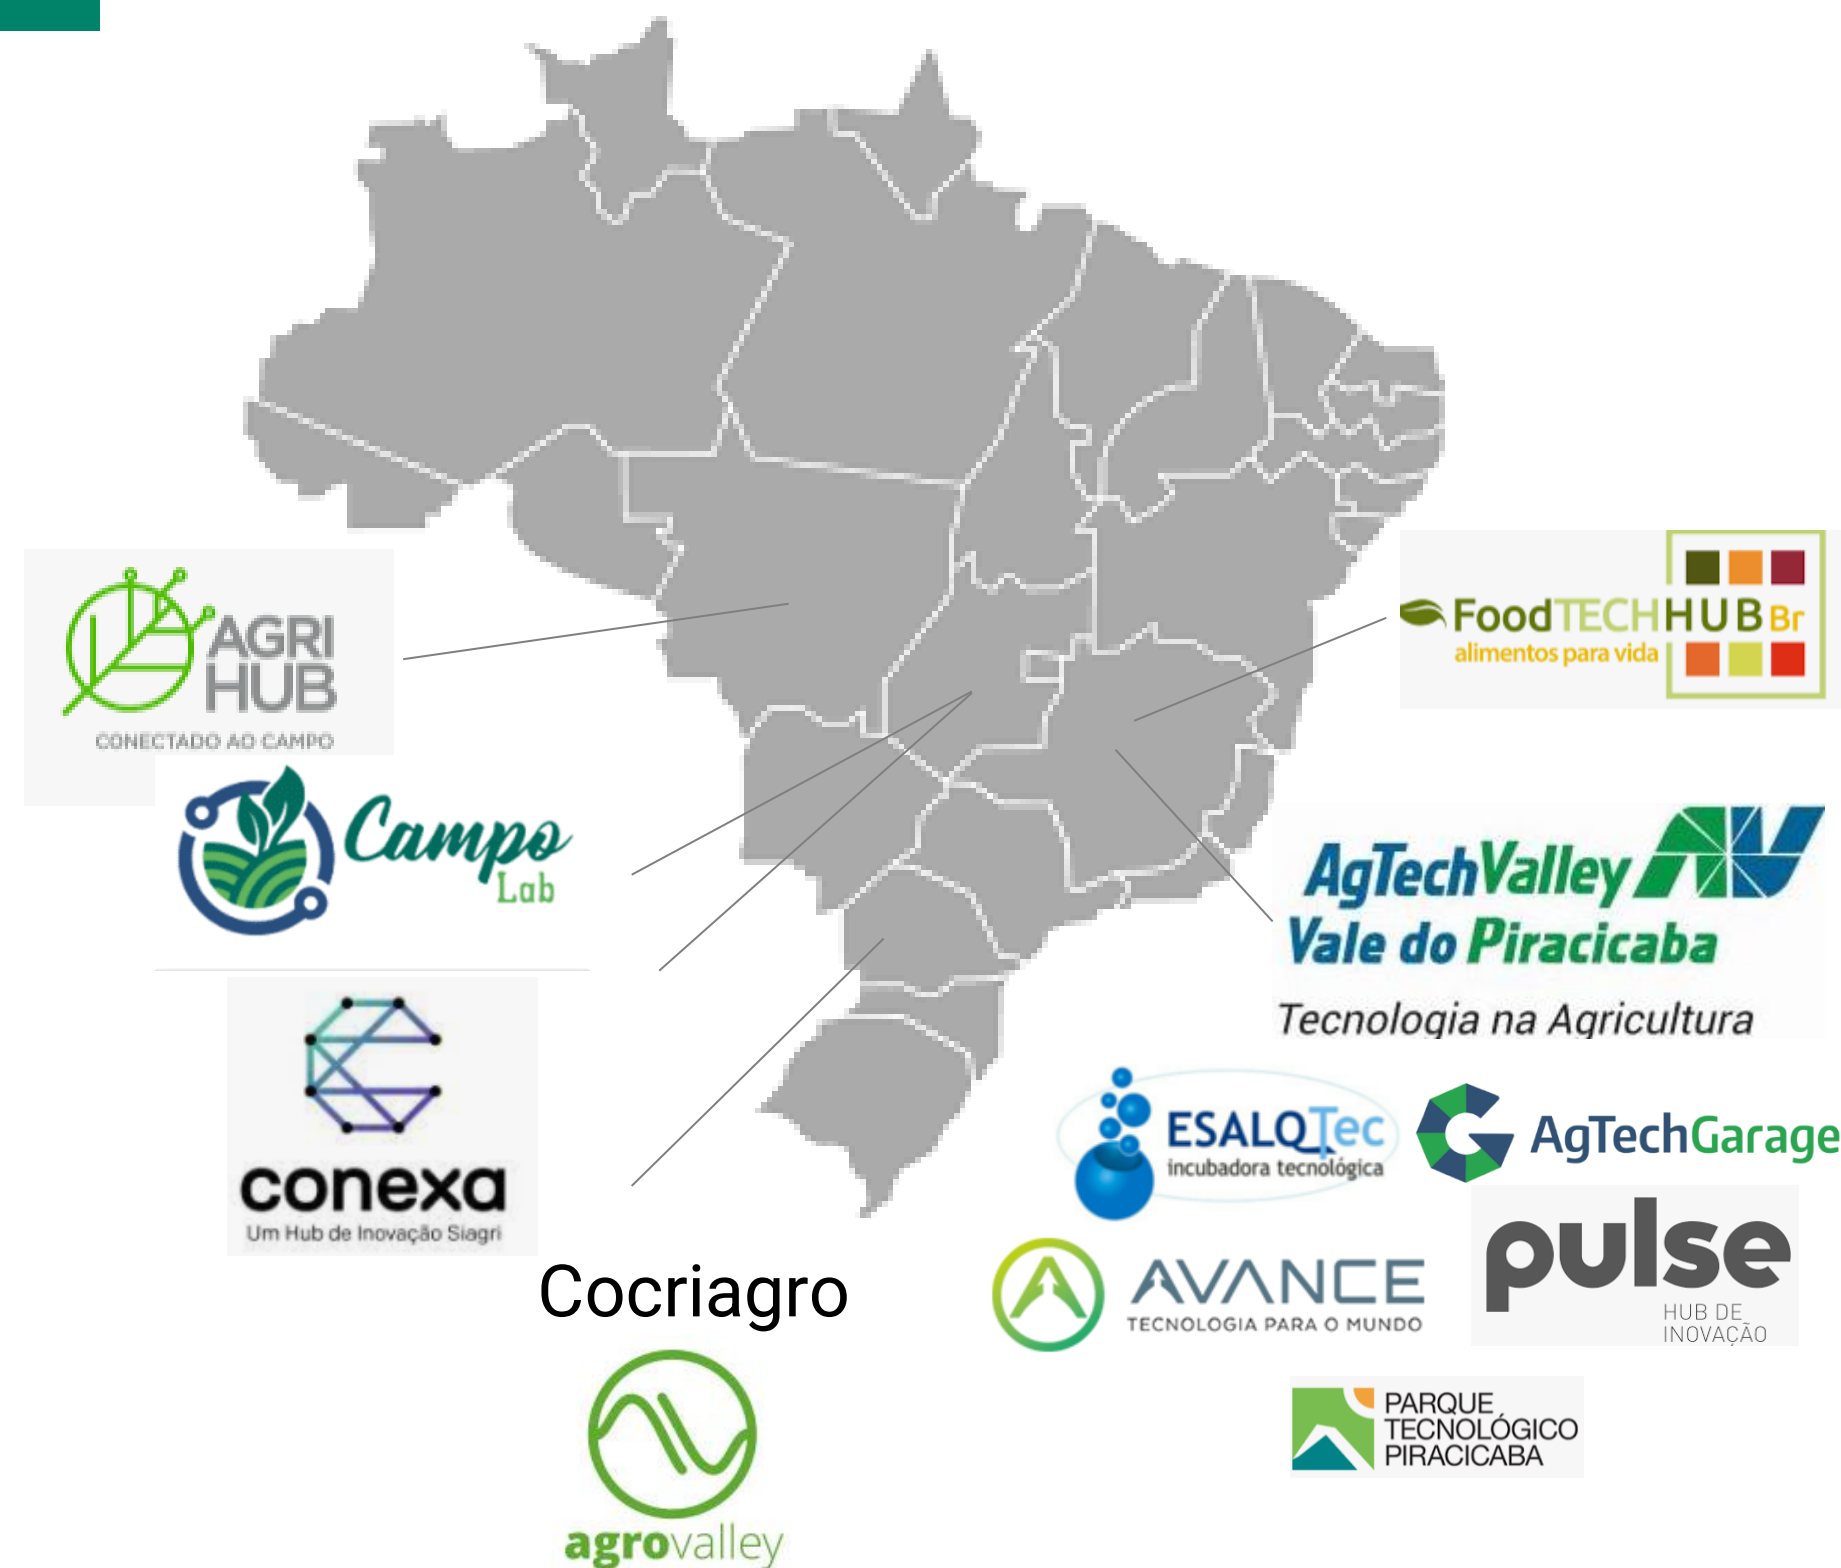 AGRI
HUB
CONECTADO AO CAMPO
Campo
Lab
conexa
Um Hub de Inovação Siagri
Cocriagro
agrovalley
FoodTECHHUB Br
alimentos para vida
AgTechValley
Vale do Piracicaba
Tecnologia na Agricultura
ESALQTec
incubadora tecnológica
AgTechGarage
AVANCE
TECNOLOGIA PARA O MUNDO
pulse
HUB DE
INOVAÇÃO
PARQUE
TECNOLÓGICO
PIRACICABA